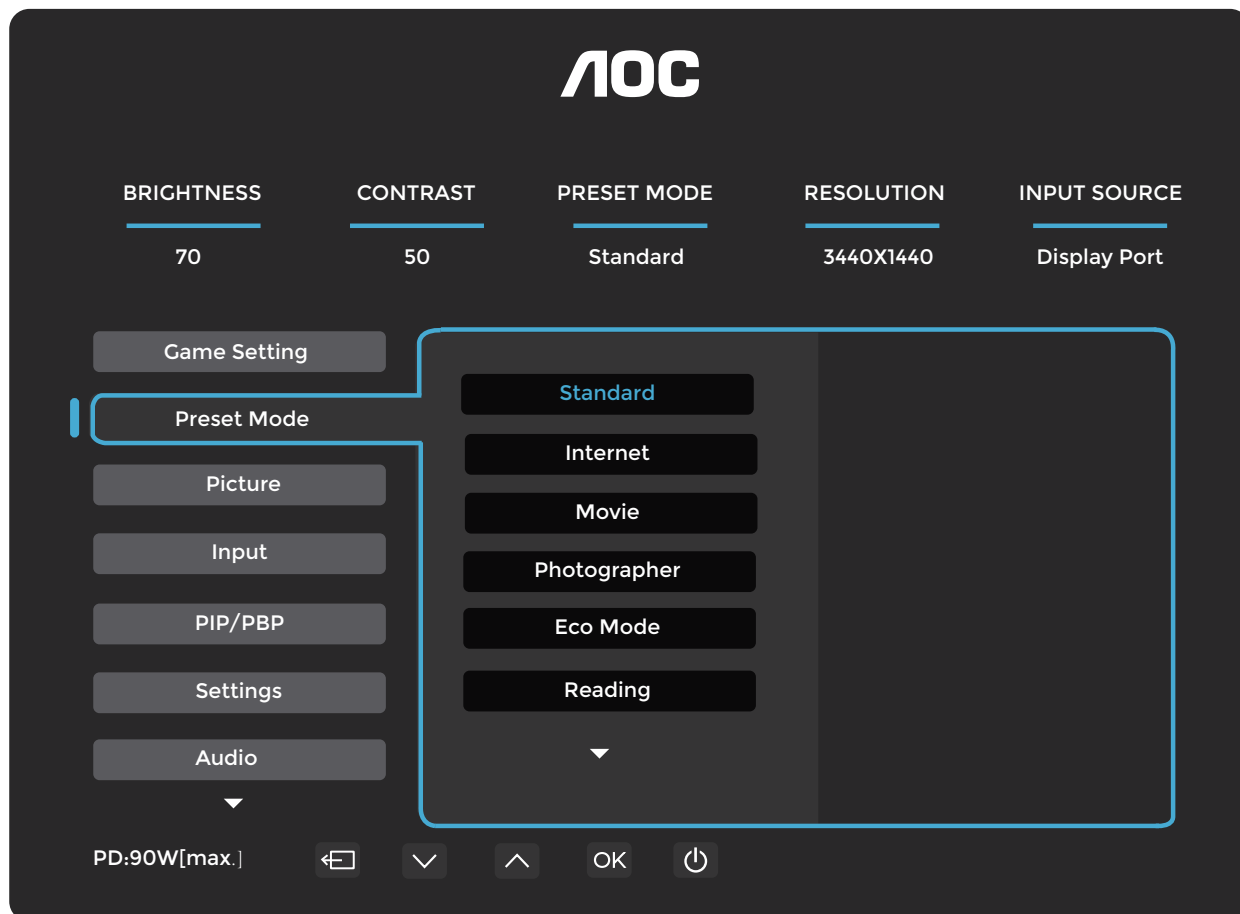 AOC
BRIGHTNESS CONTRAST PRESET MODE RESOLUTION INPUT SOURCE
70 50 Standard 3440X1440 Display Port
Game Setting
Preset Mode
Picture
Input
PIP/PBP
Settings
Audio
Standard
Internet
Movie
Photographer
Eco Mode
Reading
PD:90W[max.]
OK